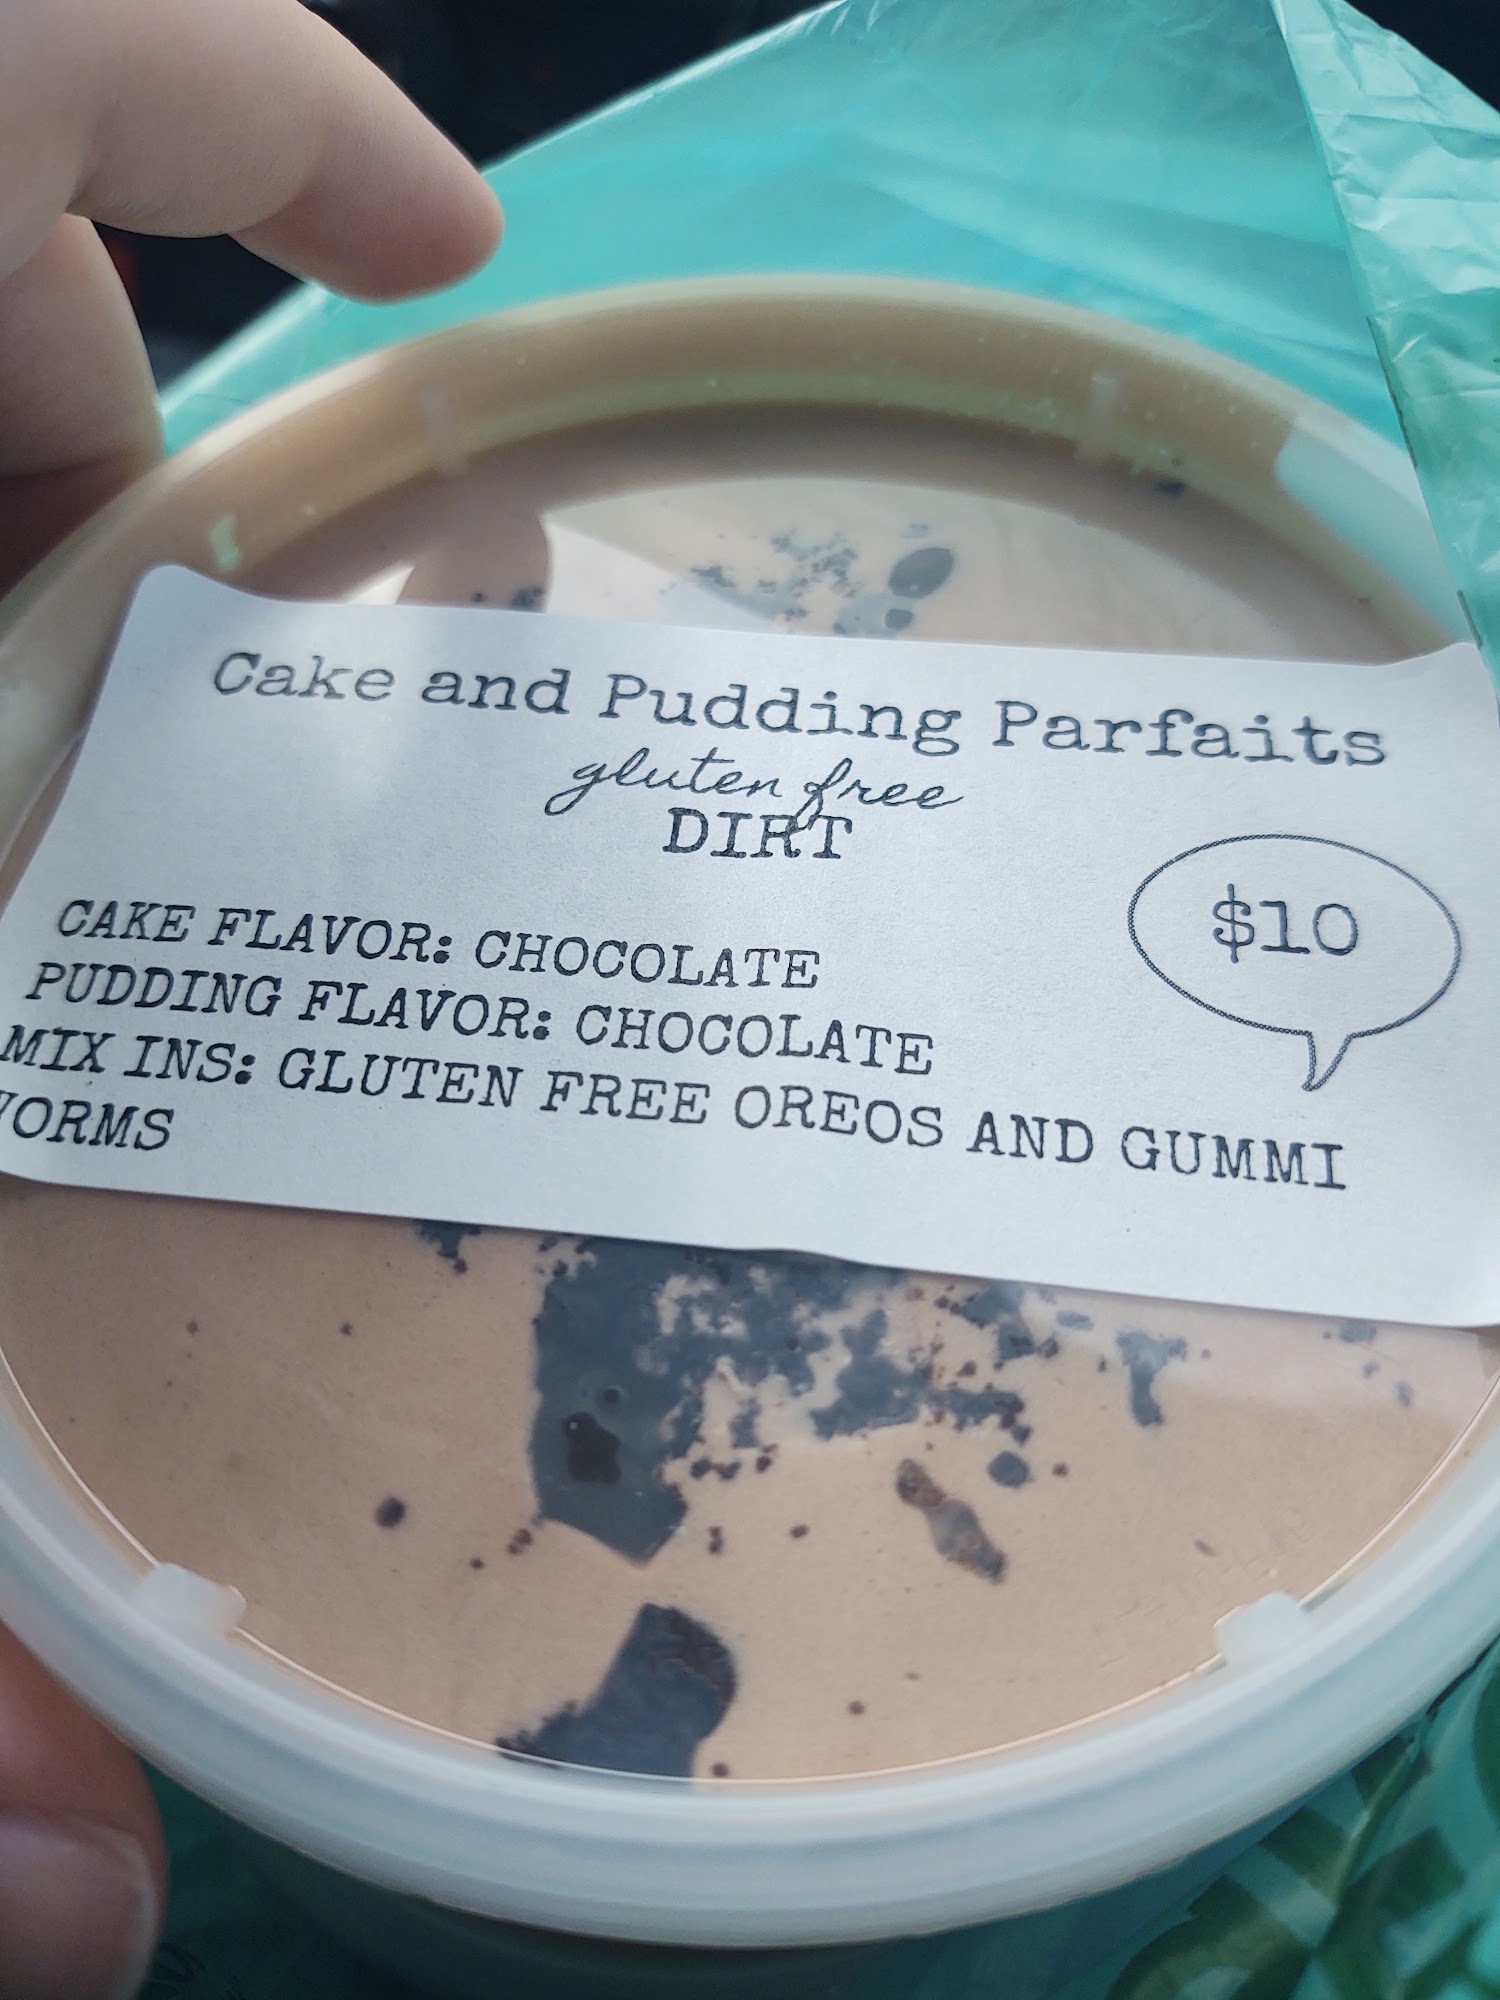 Cake and Pudding Parfaits
gluten free
DIRT
$10
CAKE FLAVOR: CHOCOLATE
PUDDING FLAVOR: CHOCOLATE
MIX INS: GLUTEN FREE OREOS AND GUMMI
WORMS